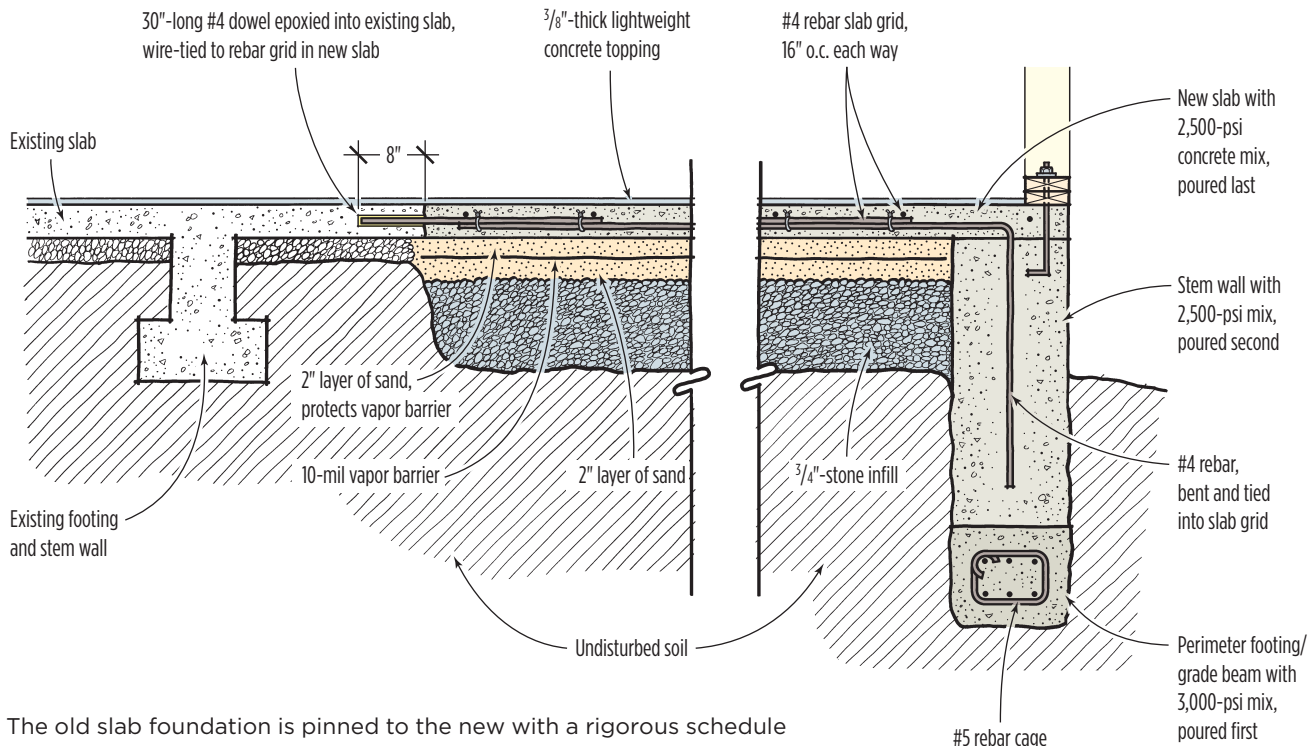 30"-long #4 dowel epoxied into existing slab,
wire-tied to rebar grid in new slab
3/8"-thick lightweight
concrete topping
#4 rebar slab grid,
16" o.c. each way
New slab with
2,500-psi
concrete mix,
poured last
Existing slab
8"
Stem wall with
2,500-psi mix,
poured second
2" layer of sand,
protects vapor barrier
10-mil vapor barrier
2" layer of sand
3/4"-stone infill
#4 rebar,
bent and tied
into slab grid
Existing footing
and stem wall
Undisturbed soil
Perimeter footing/
grade beam with
3,000-psi mix,
poured first
#5 rebar cage
The old slab foundation is pinned to the new with a rigorous schedule